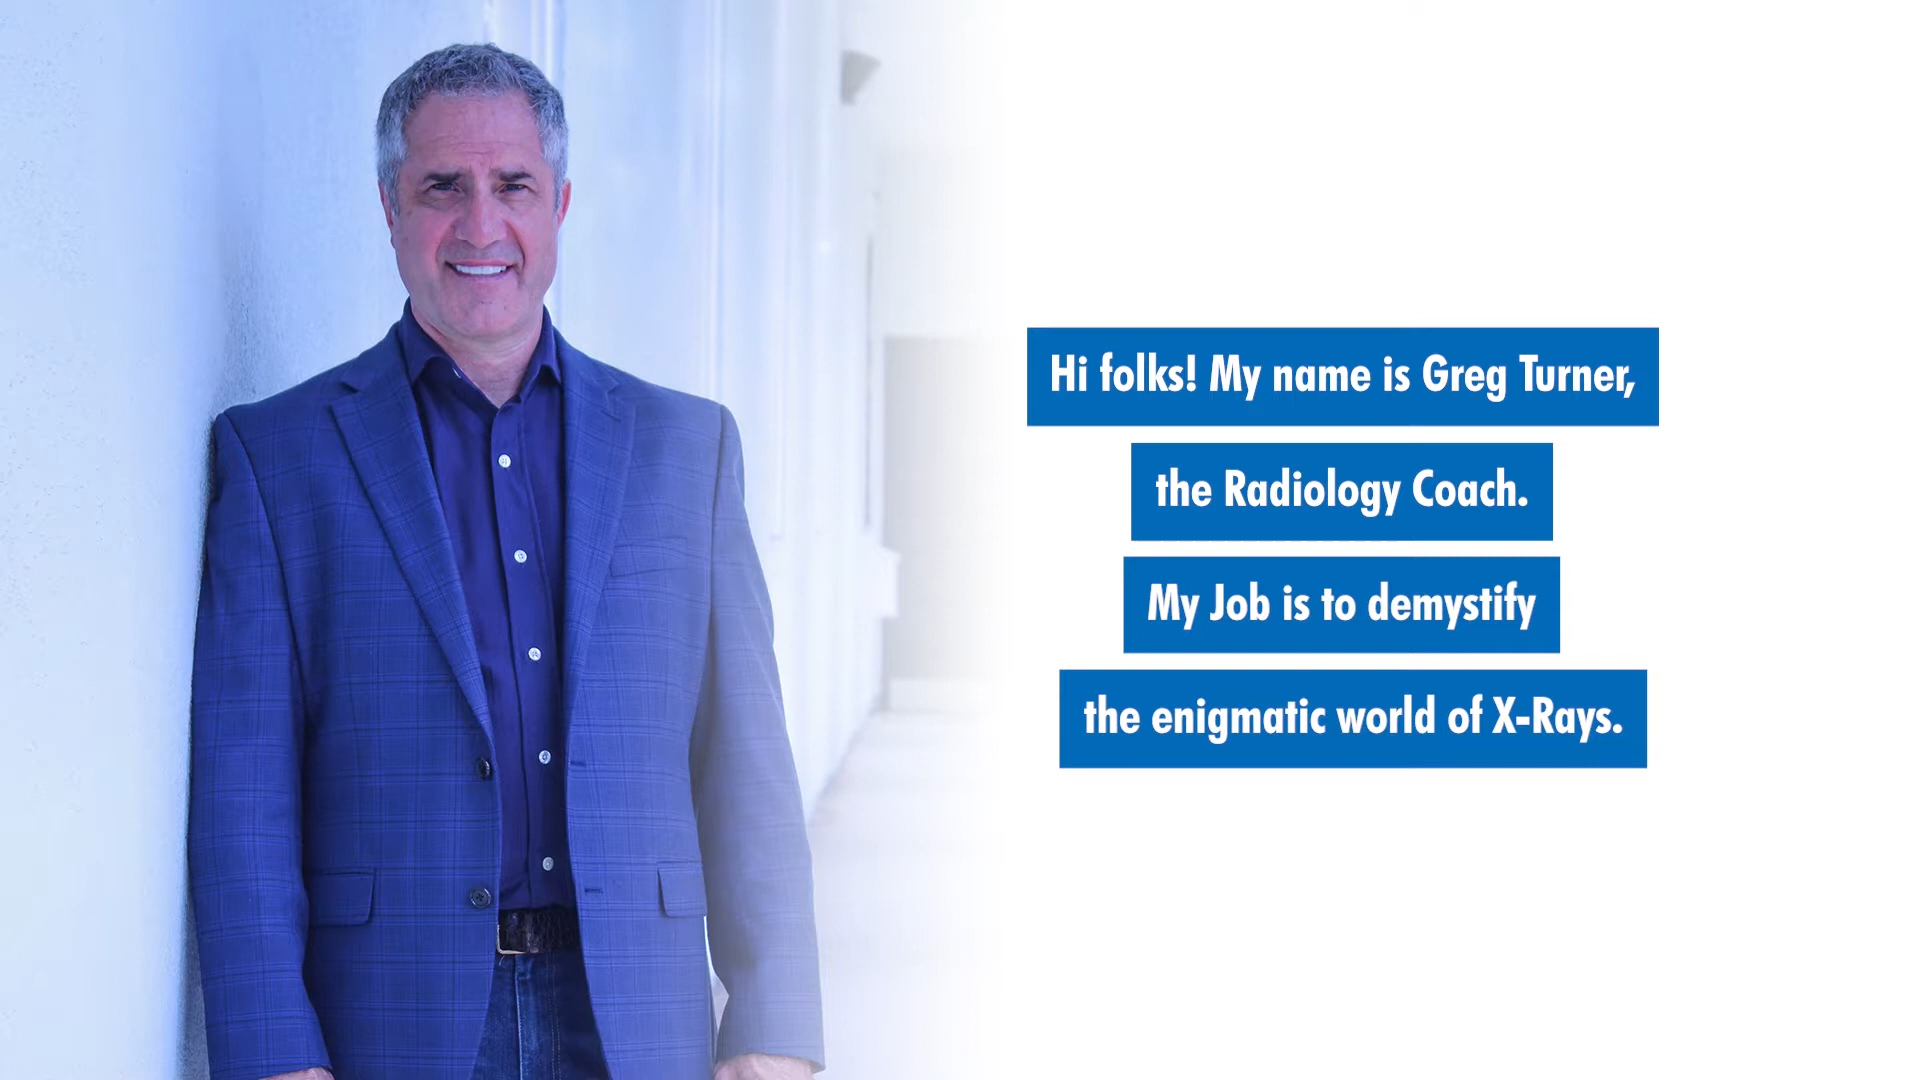 Hi folks! My name is Greg Turner,
the Radiology Coach.
My Job is to demystify
the enigmatic world of X-Rays.